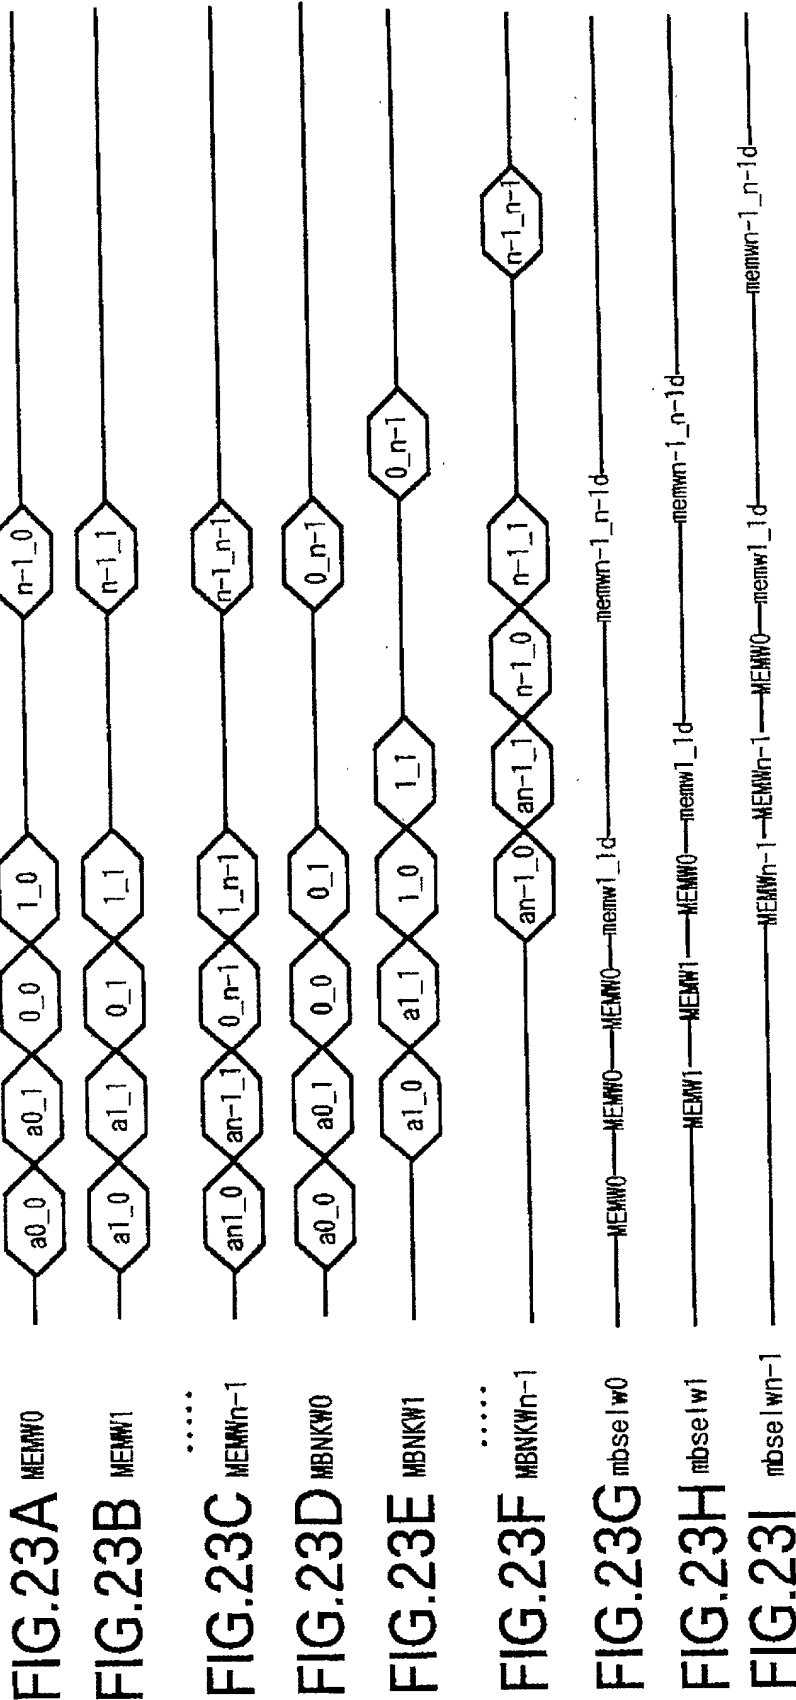 FIG.23A MEMW0 a0_0 a0_1 0_0 1_0 n-1_0
FIG.23B MEMW1 a1_0 a1_1 0_1 1_1 n-1_1
.....
FIG.23C MEMWn-1 an1_0 an-1_1 0_n-1 1_n-1 n-1_n-1
FIG.23D MBNKW0 a0_0 a0_1 0_0 0_1 0_n-1
FIG.23E MBNKW1 a1_0 a1_1 1_0 1_1 0_n-1
.....
FIG.23F MBNKWn-1 an-1_0 an-1_1 n-1_0 n-1_1 n-1_n-1
FIG.23G mbselw0 MEMW0 MEMW0 MEMW0 memw1_1d memwn-1_n-1d
FIG.23H mbselw1 MEMW1 MEMW1 MEMW0 memw1_1d memwn-1_n-1d
FIG.23I mbselwn-1 MEMWn-1 MEMWn-1 MEMW0 memw1_1d memwn-1_n-1d